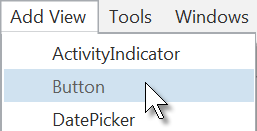 Add View Tools Windows
ActivityIndicator
Button
DatePicker